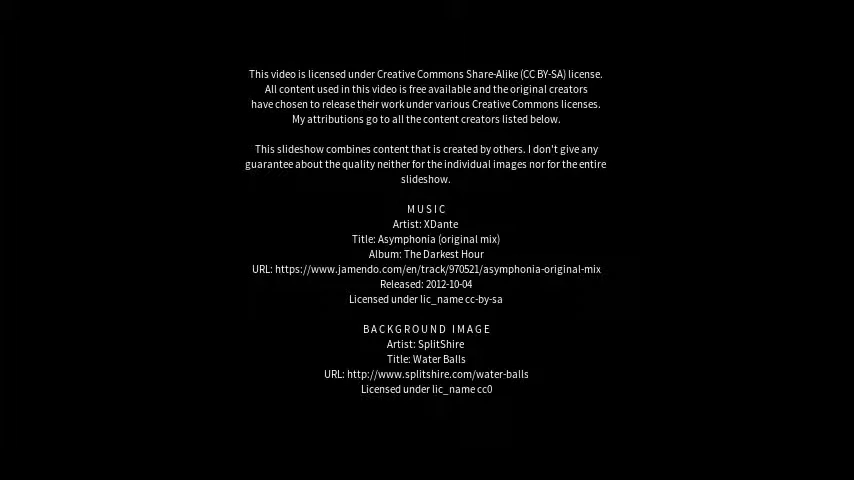 This video is licensed under Creative Commons Share-Alike (CC BY-SA) license.
All content used in this video is free available and the original creators
have chosen to release their work under various Creative Commons licenses.
My attributions go to all the content creators listed below.
This slideshow combines content that is created by others. I don't give any
guarantee about the quality neither for the individual images nor for the entire
slideshow.
MUSIC
Artist: XDante
Title: Asymphonia (original mix)
Album: The Darkest Hour
URL: https://www.jamendo.com/en/track/970521/asymphonia-original-mix
Released: 2012-10-04
Licensed under lic_name cc-by-sa
BACKGROUND IMAGE
Artist: SplitShire
Title: Water Balls
URL: http://www.splitshire.com/water-balls
Licensed under lic_name cc0